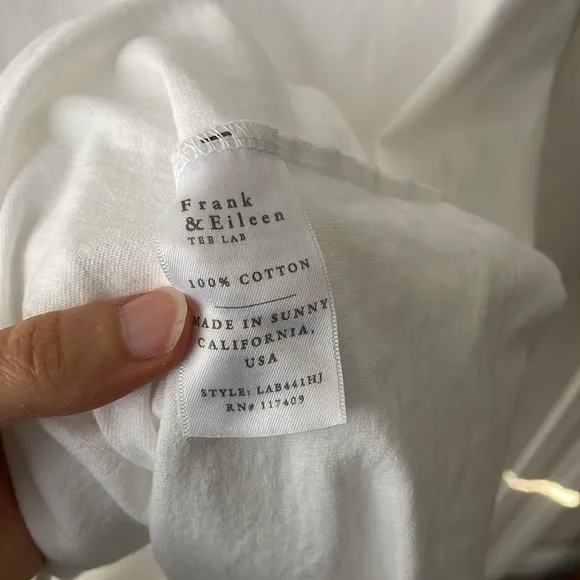 Frank
& Eileen
TEE LAB
100% COTTON
MADE IN SUNNY
CALIFORNIA,
USA
STYLE: LAB441HJ
RN# 117409